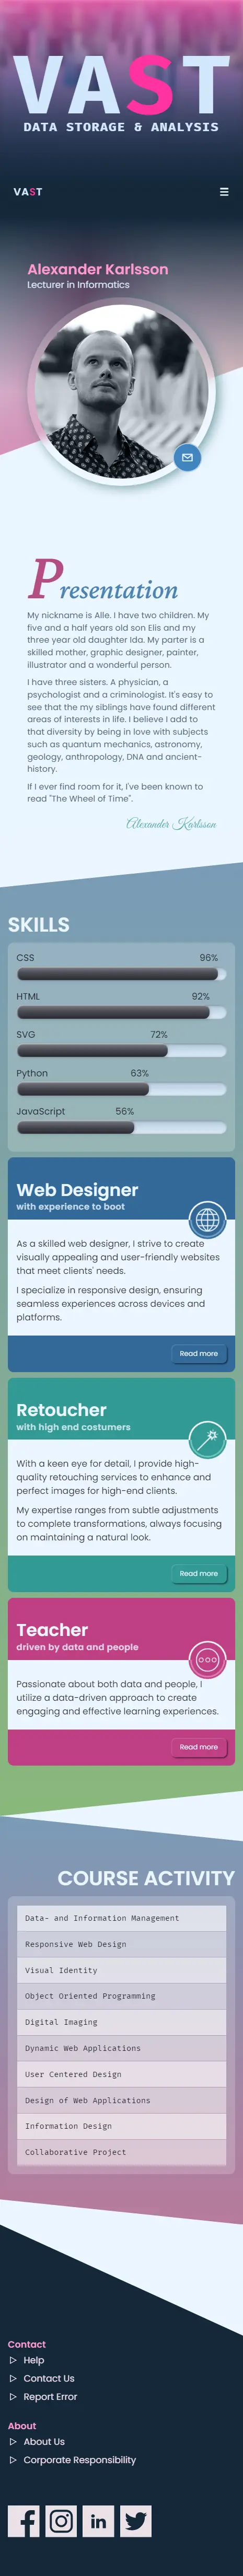 VAST
DATA STORAGE & ANALYSIS
VAST
Alexander Karlsson
Lecturer in Informatics
Presentation
My nickname is Alle. I have two children. My
five and a half years old son Elis and my
three year old daughter Ida. My parter is a
skilled mother, graphic designer, painter,
illustrator and a wonderful person.
I have three sisters. A physician, a
psychologist and a criminologist. It's easy to
see that the my siblings have found different
areas of interests in life. I believe I add to
that diversity by being in love with subjects
such as quantum mechanics, astronomy,
geology, anthropology, DNA and ancient-
history.
If I ever find room for it, I've been known to
read "The Wheel of Time".
Alexander Karlsson
SKILLS
CSS 96%
HTML 92%
SVG 72%
Python 63%
JavaScript 56%
Web Designer
with experience to boot
As a skilled web designer, I strive to create
visually appealing and user-friendly websites
that meet clients' needs.
I specialize in responsive design, ensuring
seamless experiences across devices and
platforms.
Read more
Retoucher
with high end costumers
With a keen eye for detail, I provide high-
quality retouching services to enhance and
perfect images for high-end clients.
My expertise ranges from subtle adjustments
to complete transformations, always focusing
on maintaining a natural look.
Read more
Teacher
driven by data and people
Passionate about both data and people, I
utilize a data-driven approach to create
engaging and effective learning experiences.
Read more
COURSE ACTIVITY
Data- and Information Management
Responsive Web Design
Visual Identity
Object Oriented Programming
Digital Imaging
Dynamic Web Applications
User Centered Design
Design of Web Applications
Information Design
Collaborative Project
Contact
Help
Contact Us
Report Error
About
About Us
Corporate Responsibility